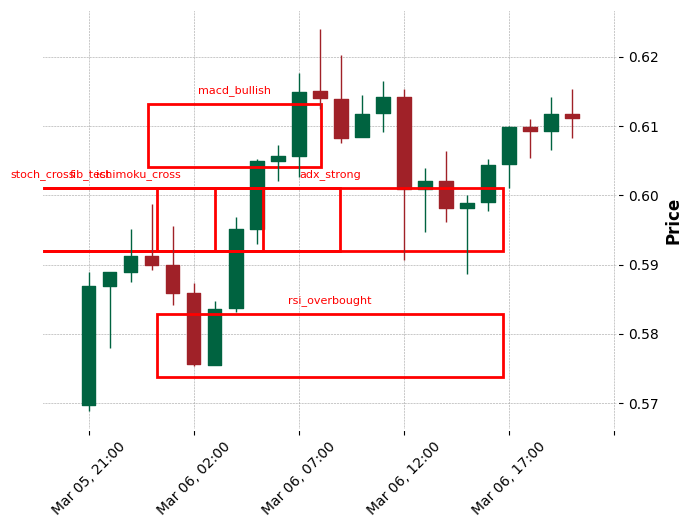 macd_bullish
stoch_cross
fib_test
ichimoku_cross
adx_strong
rsi_overbought
0.62
0.61
0.60
0.59
0.58
0.57
Price
Mar 05, 21:00
Mar 06, 02:00
Mar 06, 07:00
Mar 06, 12:00
Mar 06, 17:00